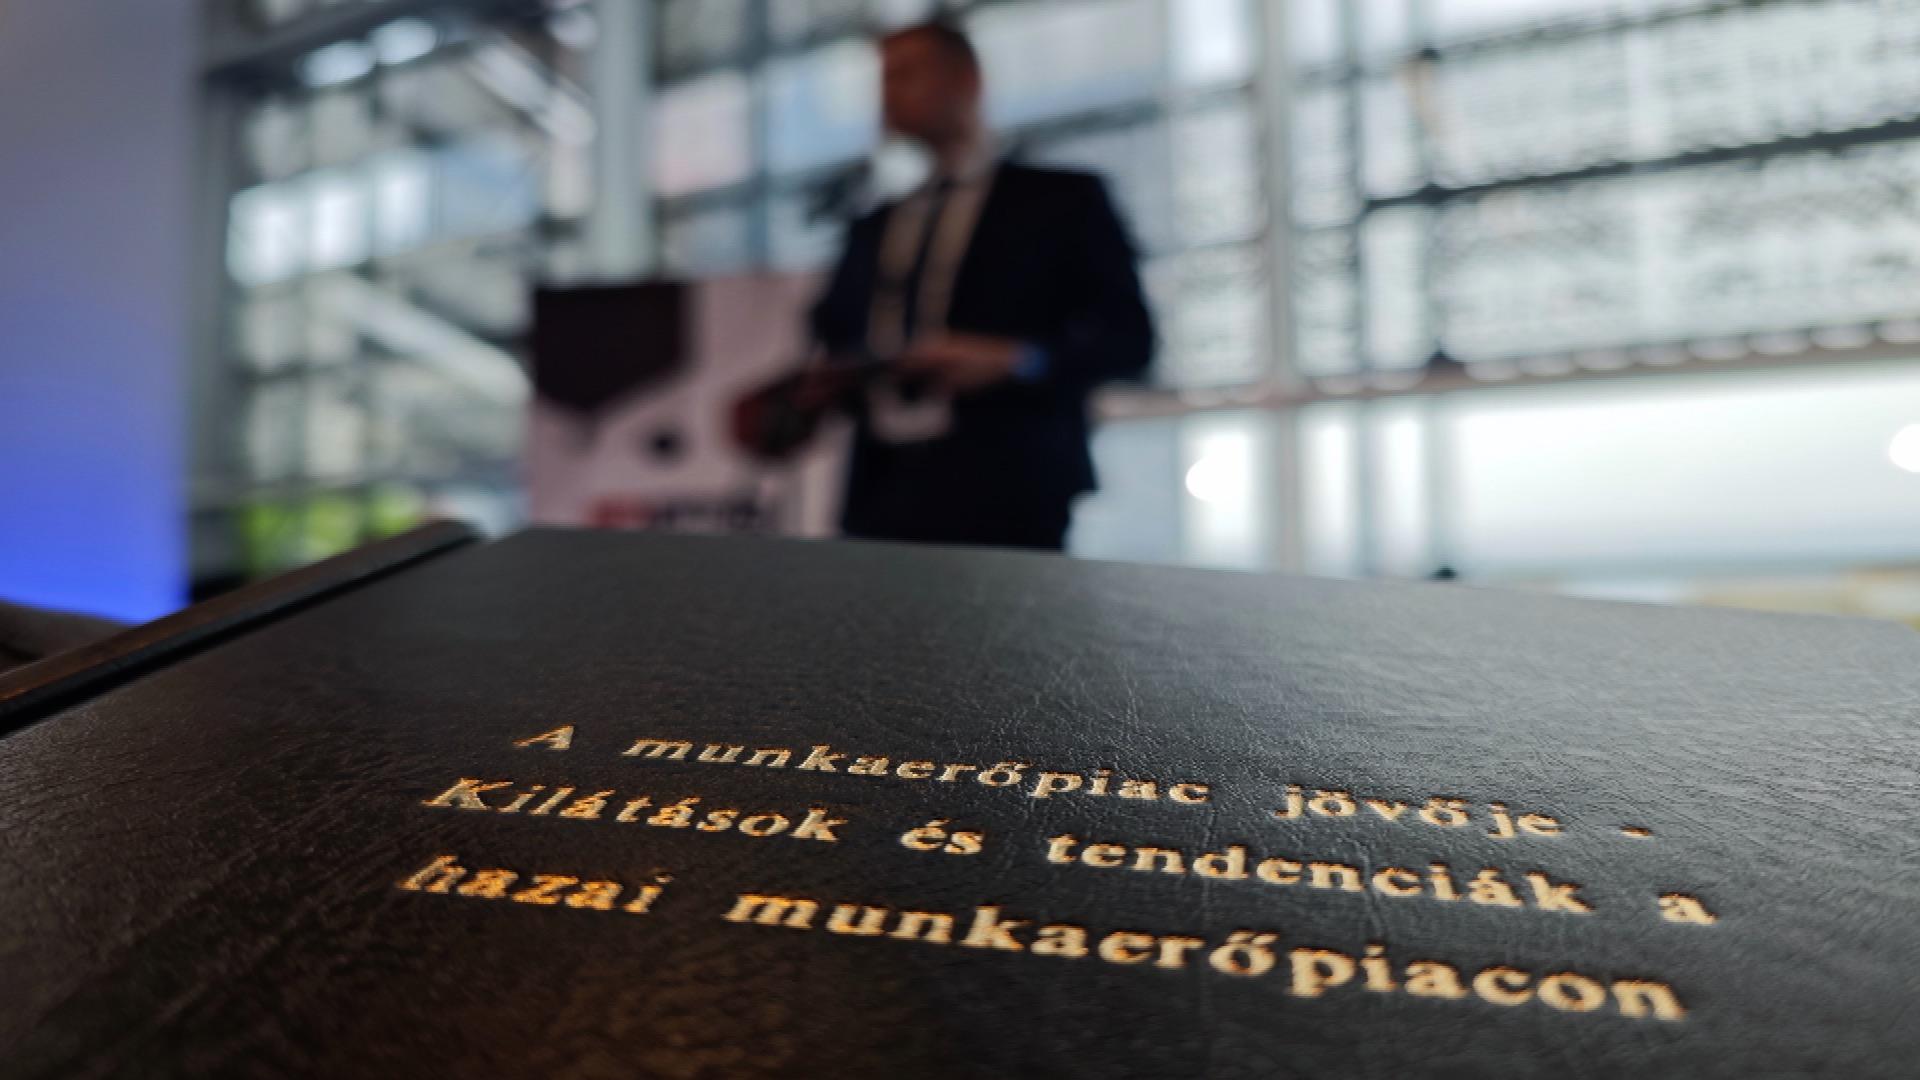 A munkaerőpiac jövője -
Kilátások és tendenciák a
hazai munkaerőpiacon